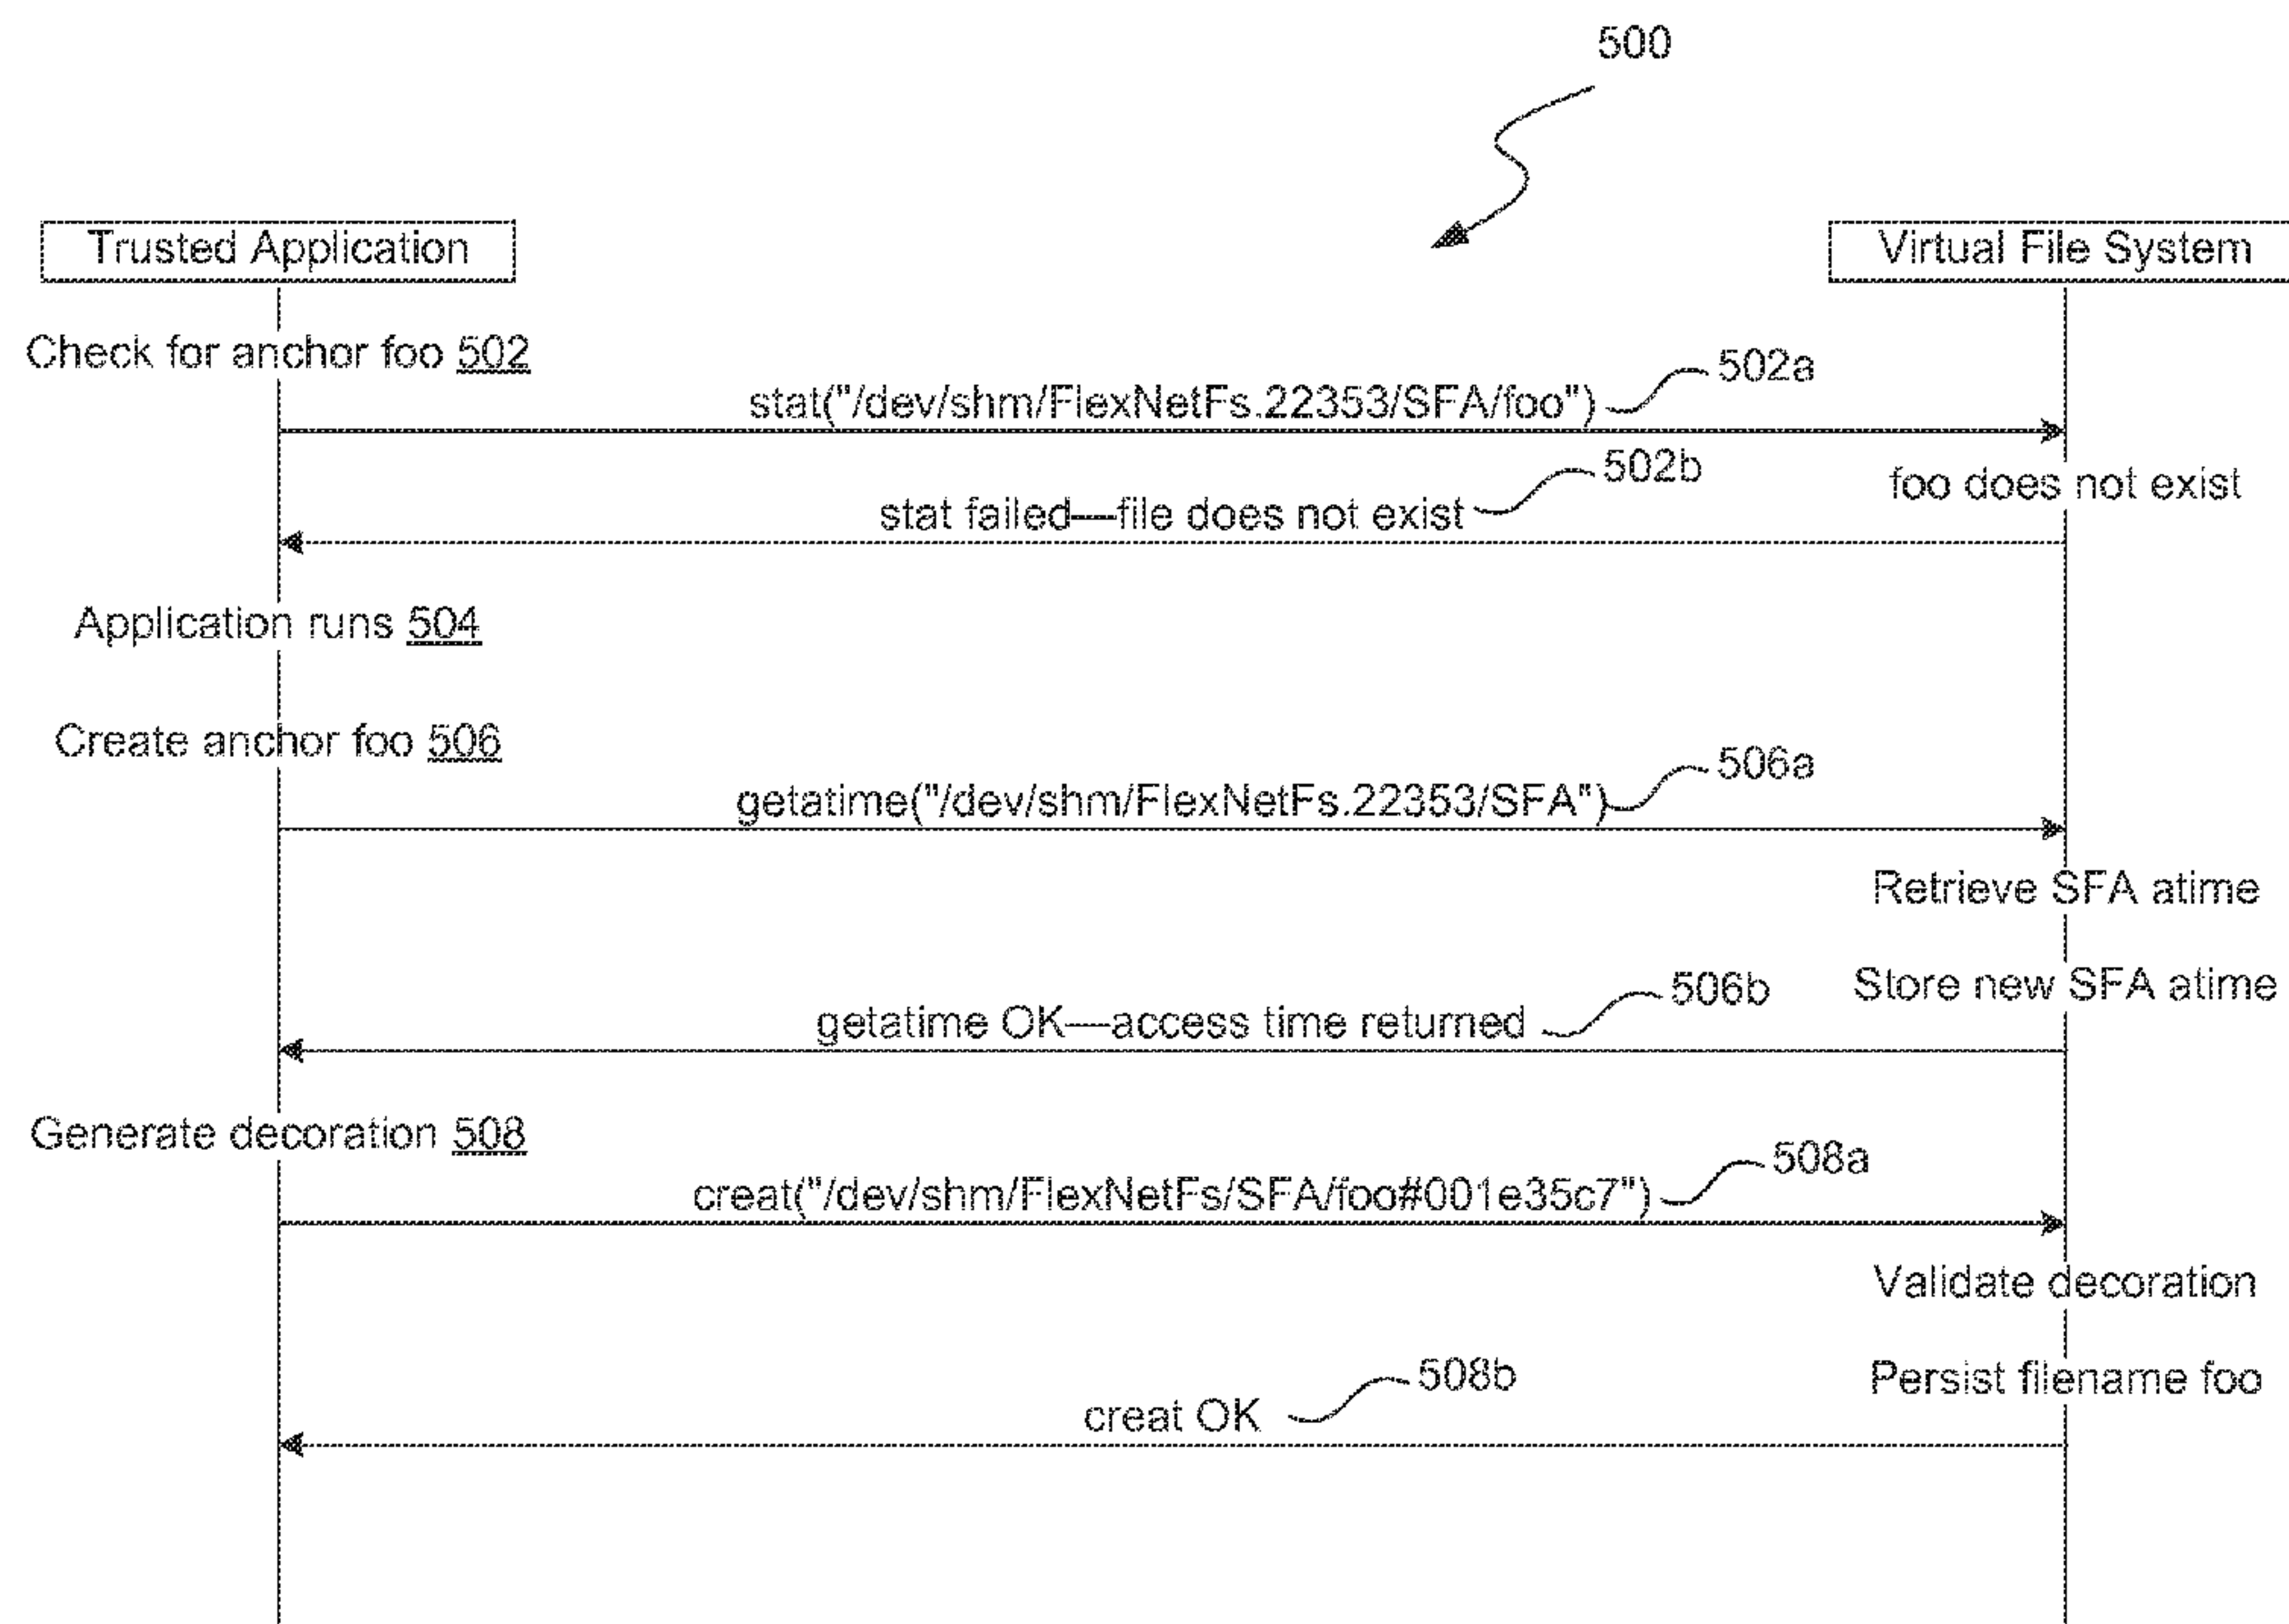 500
Trusted Application
Virtual File System
Check for anchor foo 502
502a
stat("/dev/shm/FlexNetFs.22353/SFA/foo")
502b
foo does not exist
stat failed—file does not exist
Application runs 504
Create anchor foo 506
506a
getatime("/dev/shm/FlexNetFs.22353/SFA")
Retrieve SFA atime
506b
Store new SFA atime
getatime OK—access time returned
Generate decoration 508
508a
creat("/dev/shm/FlexNetFs/SFA/foo#001e35c7")
Validate decoration
508b
Persist filename foo
creat OK